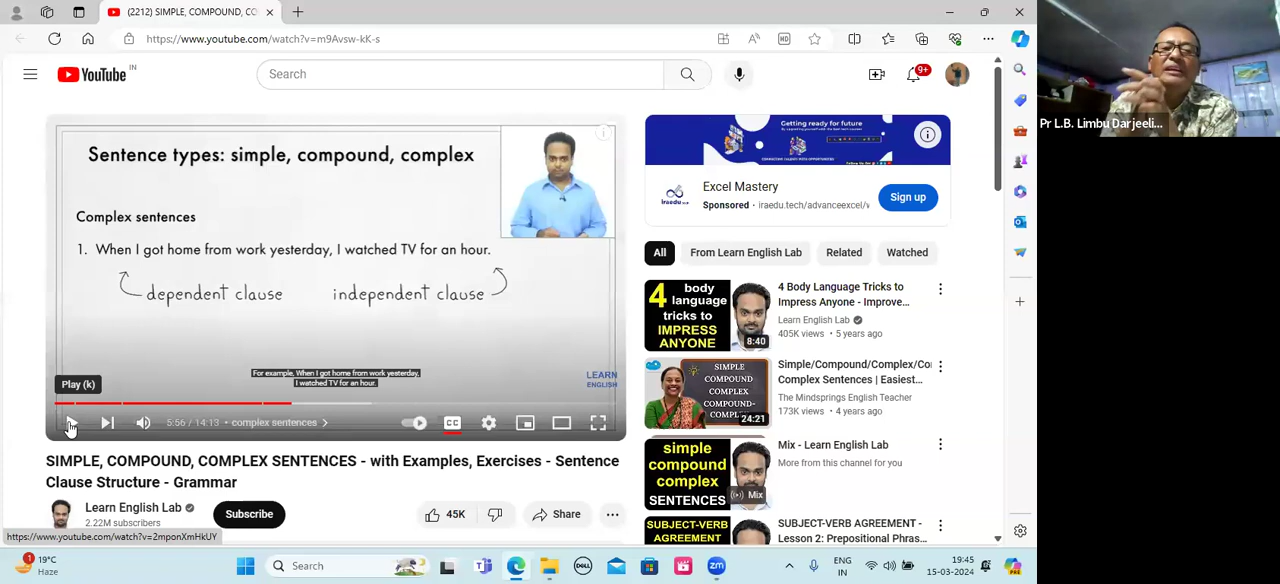 (2212) SIMPLE, COMPOUND, CO
https://www.youtube.com/watch?v=m9Avsw-kK-s
YouTube IN
Search
9+
Sentence types: simple, compound, complex
Complex sentences
1. When I got home from work yesterday, I watched TV for an hour.
dependent clause
independent clause
For example, When I got home from work yesterday,
I watched TV for an hour.
LEARN
ENGLISH
Play (k)
5:56 / 14:13 • complex sentences
CC
SIMPLE, COMPOUND, COMPLEX SENTENCES - with Examples, Exercises - Sentence
Clause Structure - Grammar
Learn English Lab
2.22M subscribers
Subscribe
45K
Share
https://www.youtube.com/watch?v=2mponXmHkUY
Getting ready for future
Excel Mastery
Sponsored • iraedu.tech/advanceexcel/
Sign up
All
From Learn English Lab
Related
Watched
4 body
language
tricks to
IMPRESS
ANYONE
8:40
4 Body Language Tricks to
Impress Anyone - Improve...
Learn English Lab
405K views • 5 years ago
SIMPLE
COMPOUND
COMPLEX
COMPOUND-
24:21
Simple/Compound/Complex/Co
Complex Sentences | Easiest...
The Mindsprings English Teacher
173K views • 4 years ago
simple
compound
complex
SENTENCES
Mix
Mix - Learn English Lab
More from this channel for you
SUBJECT-VERB
AGREEMENT
SUBJECT-VERB AGREEMENT -
Lesson 2: Prepositional Phras...
Pr L.B. Limbu Darjeeli...
1
19°C
Haze
Search
DELL
zm
ENG
IN
19:45
15-03-2024
PRE